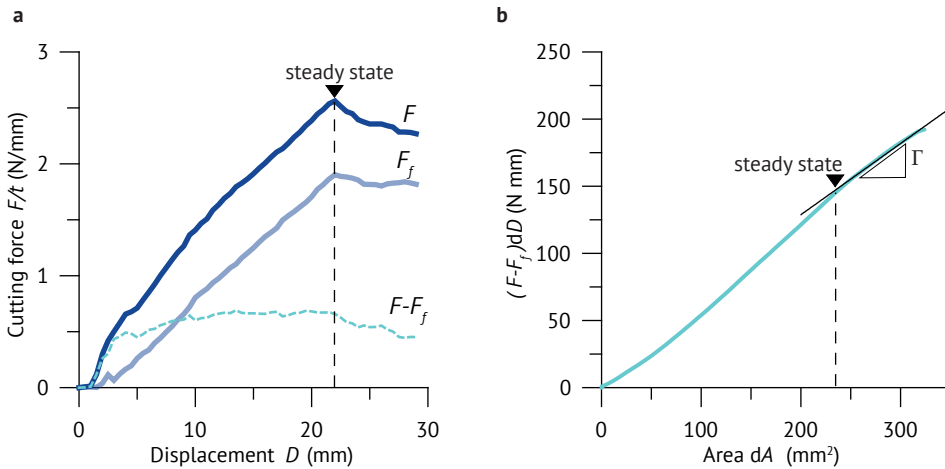 a
3
2
1
0
Cutting force F/t (N/mm)
steady state
F
F_f
F-F_f
0
10
20
30
Displacement D (mm)
b
250
200
150
100
50
0
(F-F_f)dD (N mm)
steady state
Γ
0
100
200
300
Area dA (mm²)